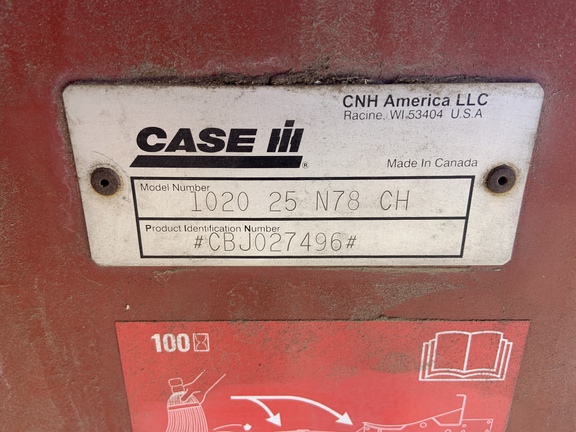 CNH America LLC
Racine, WI 53404 U.S.A
CASE IH®
Made In Canada
Model Number
1020 25 N78 CH
Product Identification Number
#CBJ027496#
100